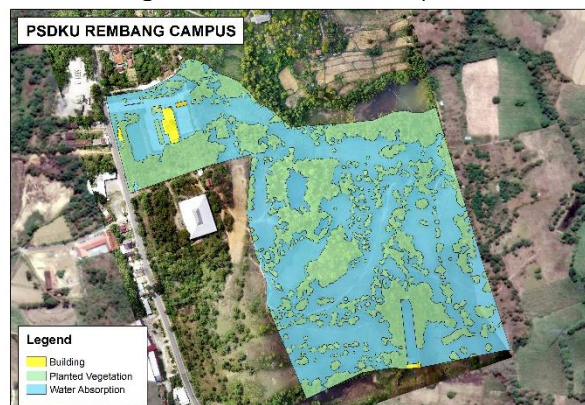 PSDKU REMBANG CAMPUS
Legend
Building
Planted Vegetation
Water Absorption